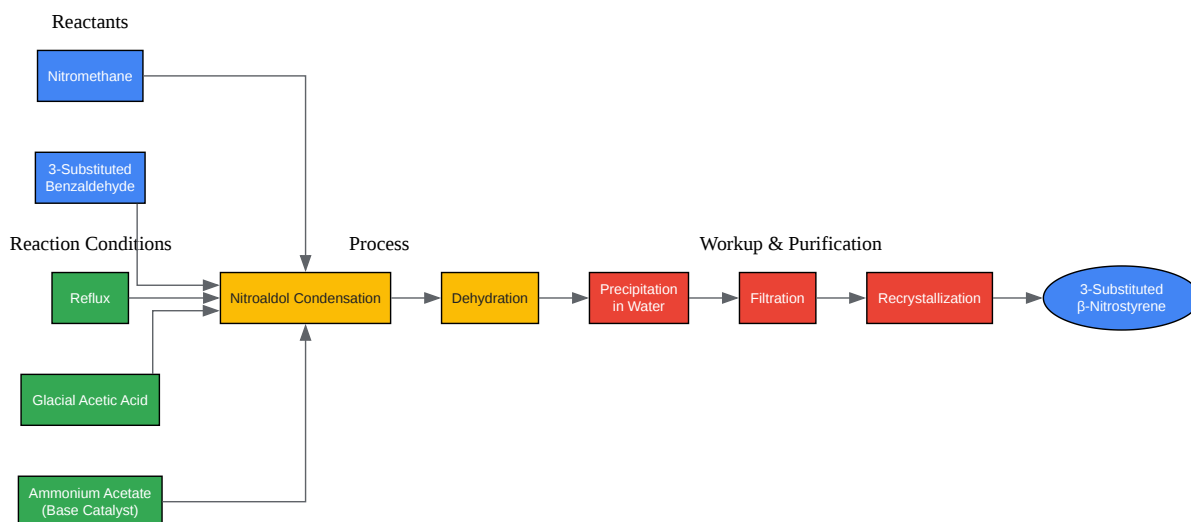 Reactants
Nitromethane
3-Substituted
Benzaldehyde
Reaction Conditions
Process
Workup & Purification
Reflux
Nitroaldol Condensation
Dehydration
Precipitation
in Water
Filtration
Recrystallization
3-Substituted
β-Nitrostyrene
Glacial Acetic Acid
Ammonium Acetate
(Base Catalyst)